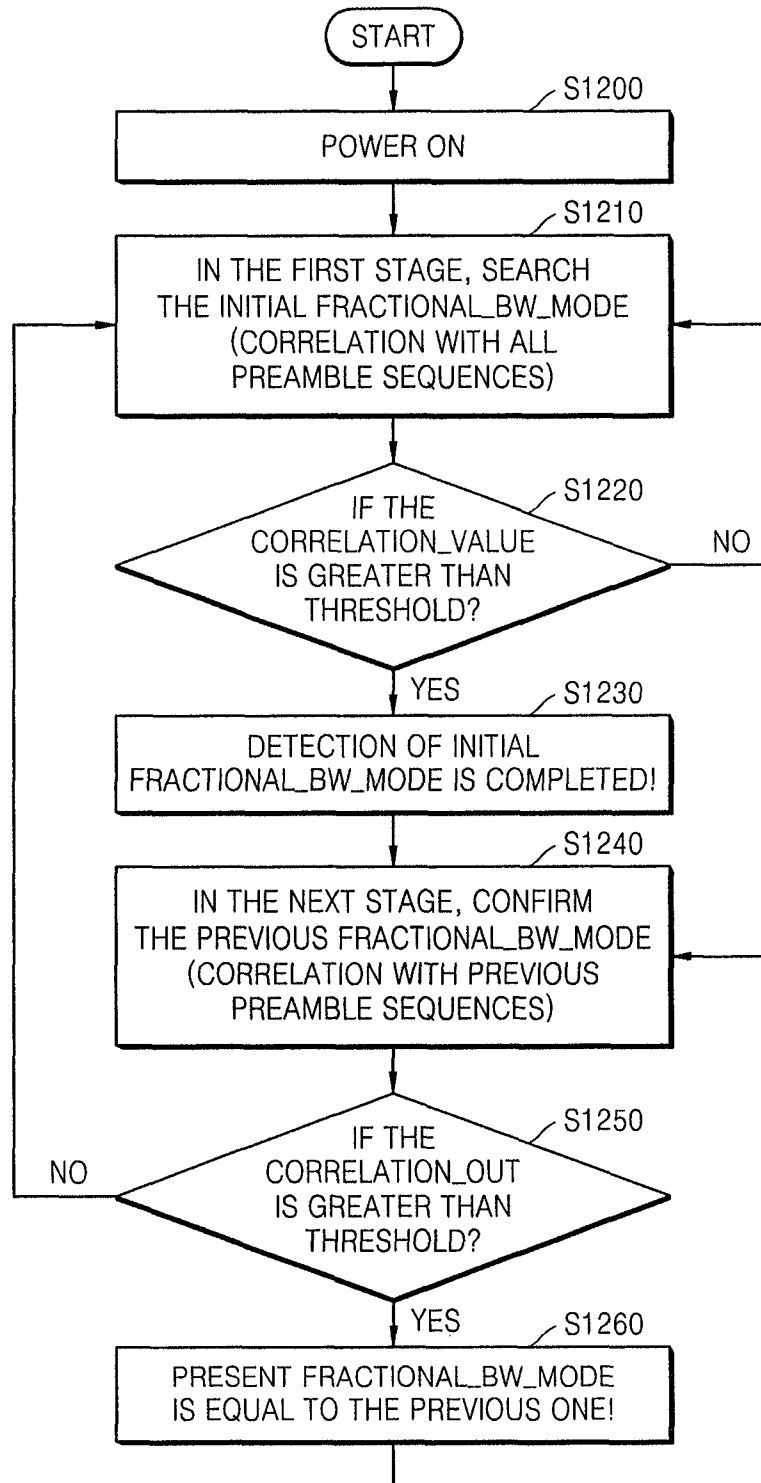 START
S1200
POWER ON
S1210
IN THE FIRST STAGE, SEARCH
THE INITIAL FRACTIONAL_BW_MODE
(CORRELATION WITH ALL
PREAMBLE SEQUENCES)
S1220
IF THE
CORRELATION_VALUE
IS GREATER THAN
THRESHOLD?
NO
YES
S1230
DETECTION OF INITIAL
FRACTIONAL_BW_MODE IS COMPLETED!
S1240
IN THE NEXT STAGE, CONFIRM
THE PREVIOUS FRACTIONAL_BW_MODE
(CORRELATION WITH PREVIOUS
PREAMBLE SEQUENCES)
S1250
IF THE
CORRELATION_OUT
IS GREATER THAN
THRESHOLD?
NO
YES
S1260
PRESENT FRACTIONAL_BW_MODE
IS EQUAL TO THE PREVIOUS ONE!